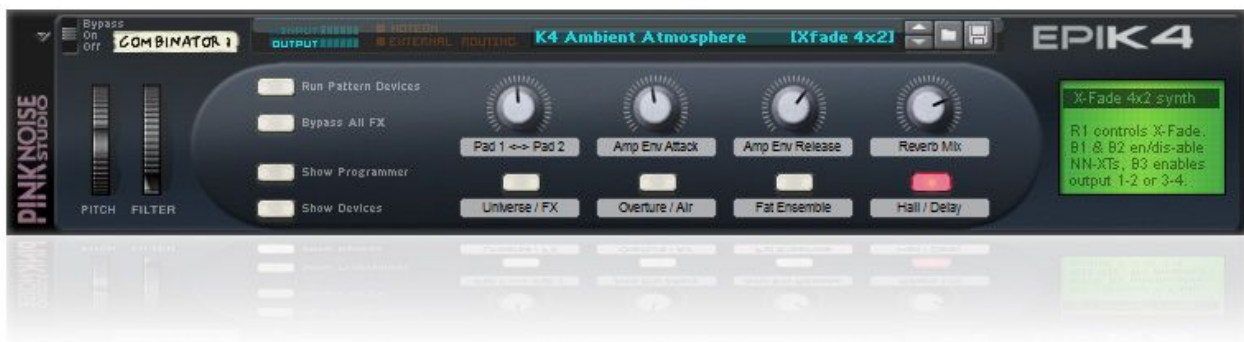 Bypass
On
Off
COMBINATOR 1
INPUT
OUTPUT
NOTEON
EXTERNAL ROUTING
K4 Ambient Atmosphere [Xfade 4x2]
EPIK4
PINKNOISE
STUDIO
PITCH
FILTER
Run Pattern Devices
Bypass All FX
Show Programmer
Show Devices
Pad 1 <--> Pad 2
Amp Env Attack
Amp Env Release
Reverb Mix
Universe / FX
Overture / Air
Fat Ensemble
Hall / Delay
X-Fade 4x2 synth
R1 controls X-Fade.
B1 & B2 en/dis-able
NN-XTs, B3 enables
output 1-2 or 3-4.